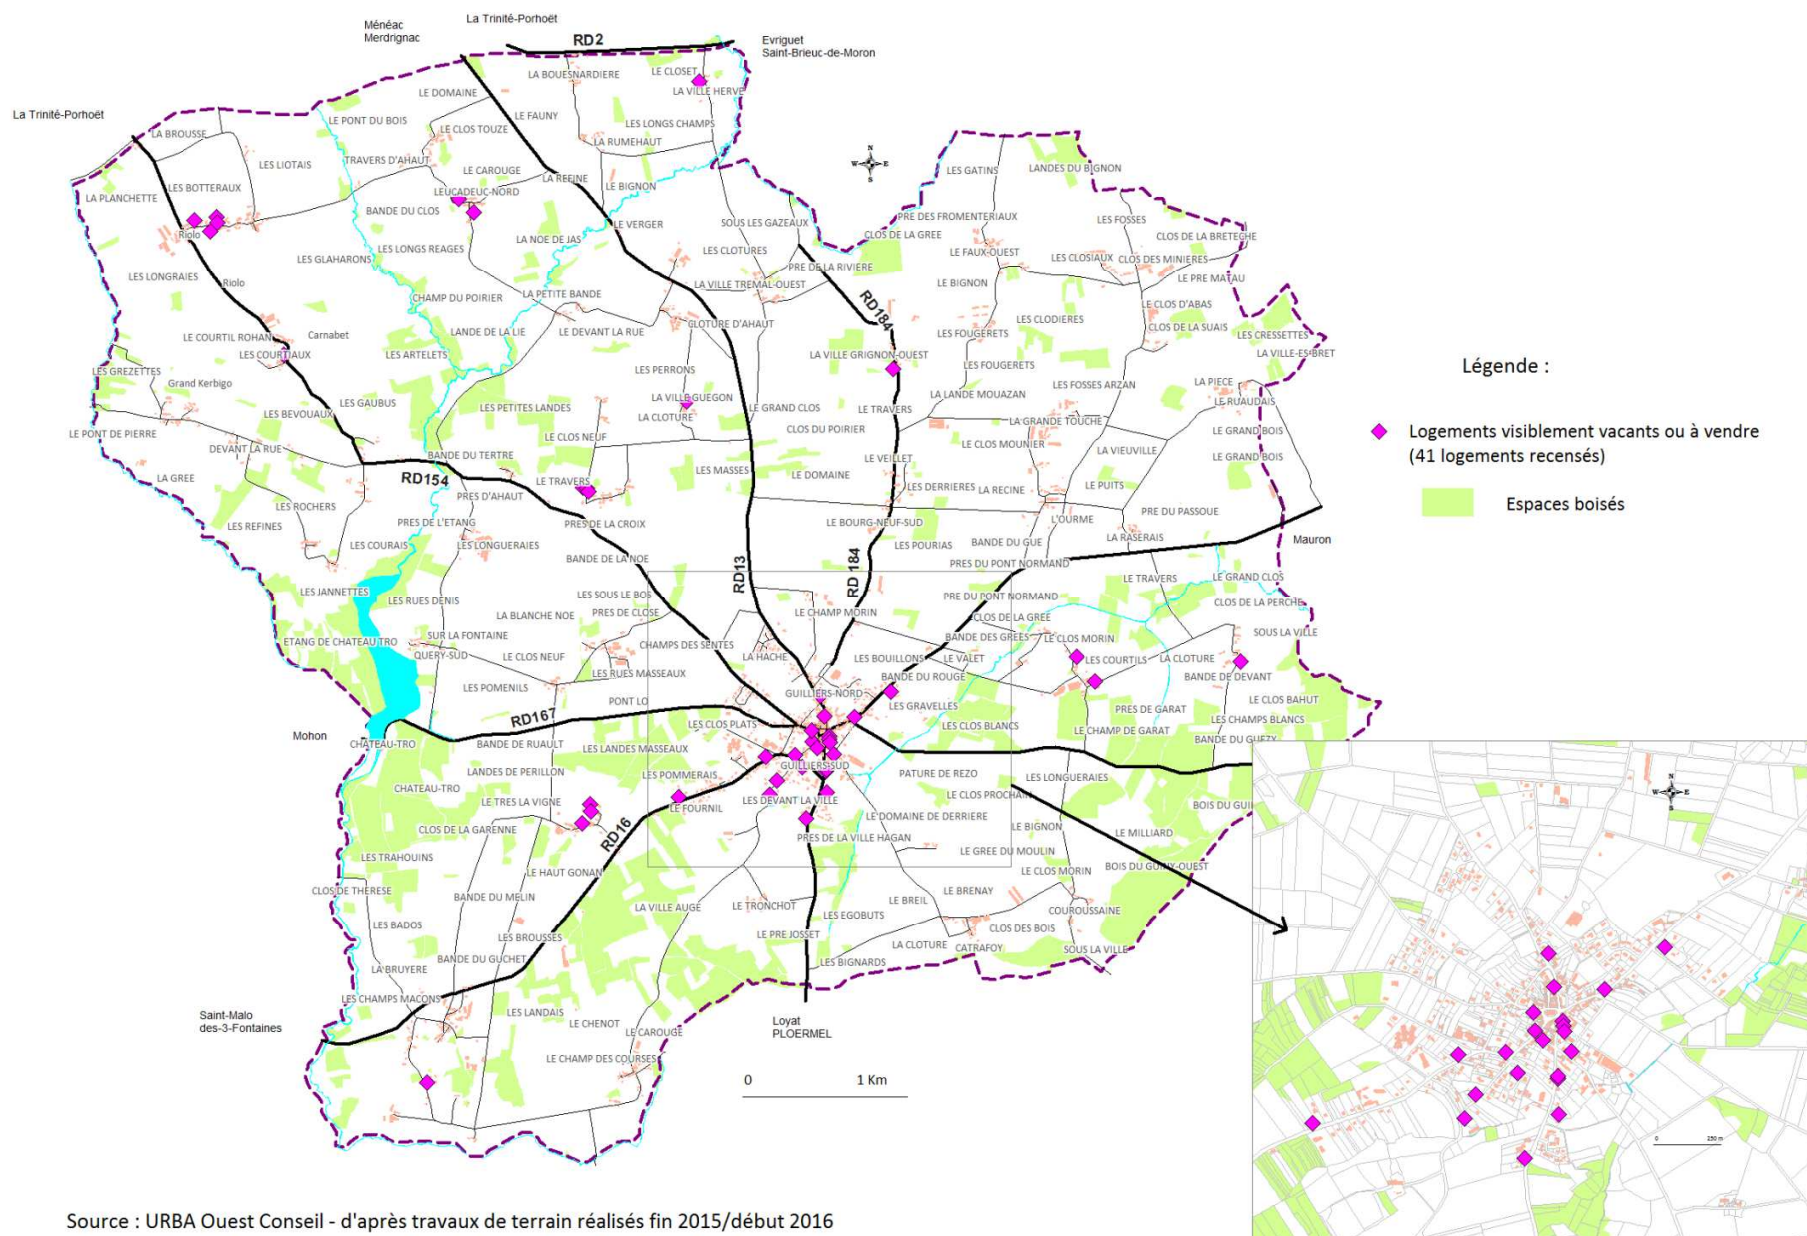 La Trinité-Porhoët
Ménéac
Merdrignac
RD2
Evriguet
Saint-Brieuc-de-Moron
LA BOUESNARDIERE
LE CLOSET
LA VILLE HERVE
LE DOMAINE
La Trinité-Porhoët
LE FAUNY
LE PONT DU BOIS
LE CLOS TOUZE
LES LONGS CHAMPS
LA BROUSSE
LA RUMEHAUT
LES LIOTAIS
TRAVERS D'AHAUT
LE CAROUGE
LA REFINE
N
W
E
S
LES GATINS
LANDES DU BIGNON
LES BOTTERAUX
LEUCADEUC-NORD
LE BIGNON
LA PLANCHETTE
BANDE DU CLOS
PRE DES FROMENTERIAUX
LES FOSSES
SOUS LES GAZEAUX
LE VERGER
Riolo
LA NOE DE JAS
CLOS DE LA GREE
CLOS DE LA BRETECHE
LES LONGS REAGES
LES CLOTURES
LE FAUX-OUEST
LES CLOSIAUX
CLOS DES MINIERES
LES GLAHARONS
PRE DE LA RIVIERE
LES LONGRAIES
Riolo
LA VILLE TREMAL-OUEST
LE BIGNON
LE PRE MATAU
CHAMP DU POIRIER
LA PETITE BANDE
RD184
LE CLOS D'ABAS
LE COURTIL ROHAN
Carnabet
LANDE DE LA LIE
LE DEVANT LA RUE
CLOTURE D'AHAUT
LES FOUGERETS
LES CLODIERES
CLOS DE LA SUAIS
LES CRESSETTES
LES COURTIAUX
LES ARTELETS
LA VILLE GRIGNON-OUEST
LA VILLE-ES-BRET
LES GREZETTES
LES PERRONS
LES FOUGERETS
Grand Kerbigo
LES FOSSES ARZAN
LA PIECE
LES GAUBUS
LA VILLE GUEGON
LA LANDE MOUAZAN
LE RUAUDAIS
LES BEVOUAUX
LES PETITES LANDES
LA CLOTURE
LE GRAND CLOS
LE TRAVERS
LA GRANDE TOUCHE
LE PONT DE PIERRE
LE CLOS NEUF
CLOS DU POIRIER
LE CLOS MOUNIER
LE GRAND BOIS
DEVANT LA RUE
BANDE DU TERTRE
LE VEILLET
LA VIEUVILLE
LE GRAND BOIS
LA GREE
RD154
LE TRAVERS
LES MASSES
LE DOMAINE
LES DERRIERES
LA RECINE
LE PUITS
LES ROCHERS
PRES D'AHAUT
PRE DU PASSOUE
LES REFINES
PRES DE L'ETANG
PRES DE LA CROIX
LE BOURG-NEUF-SUD
L'OURME
LES COURAIS
LES LONGUERAIES
LES POURIAS
BANDE DU GUE
LA RASERAIS
Mauron
BANDE DE LA NOE
RD13
RD 184
PRES DU PONT NORMAND
LES JANNETTES
LES RUES DENIS
LES SOUS LE BOS
LE TRAVERS
LE GRAND CLOS
LA BLANCHE NOE
PRES DE CLOSE
LE CHAMP MORIN
PRE DU PONT NORMAND
CLOS DE LA PERCHE
CLOS DE LA GREE
ETANG DE CHATEAU TRO
SUR LA FONTAINE
CHAMPS DES SENTES
BANDE DES GREES
LE CLOS MORIN
SOUS LA VILLE
QUERY-SUD
LE CLOS NEUF
LA HACHE
LES BOUILLONS
LE VALET
LES COURTILS
LA CLOTURE
LES RUES MASSEAUX
BANDE DU ROUGE
BANDE DE DEVANT
LES POMENILS
PONT LO
GUILLIERS-NORD
LES GRAVELLES
PRES DE GARAT
LE CLOS BAHUT
RD167
LES CLOS PLATS
LES CLOS BLANCS
LE CHAMP DE GARAT
LES CHAMPS BLANCS
Mohon
CHATEAU-TRO
BANDE DE RUAULT
LES LANDES MASSEAUX
BANDE DU GUEZY
GUILLIERS-SUD
LANDES DE PERILLON
LES POMMERAIS
PATURE DE REZO
LES LONGUERAIES
CHATEAU-TRO
LE TRES LA VIGNE
LE FOURNIL
LES DEVANT LA VILLE
LE CLOS PROCHAIN
BOIS DU GUI
CLOS DE LA GARENNE
RD16
LE DOMAINE DE DERRIERE
LE BIGNON
LE MILLIARD
PRES DE LA VILLE HAGAN
LES TRAHOUINS
LE GREE DU MOULIN
LE HAUT GONAN
LE CLOS MORIN
BOIS DU GUINY-OUEST
CLOS DE THERESE
BANDE DU MELIN
LE BRENAY
LA VILLE AUGE
LE TRONCHOT
LE BREIL
COUROUSSAINE
LES BADOS
LES EGOBUTS
CLOS DES BOIS
LES BROUSSES
LE PRE JOSSET
LA CLOTURE
CATRAFOY
SOUS LA VILLE
BANDE DU GUCHET
LES BIGNARDS
LA BRUYERE
LES CHAMPS MACONS
Saint-Malo
des-3-Fontaines
LES LANDAIS
LE CHENOT
LE CAROUGE
Loyat
PLOERMEL
LE CHAMP DES COURSES
0 1 Km
Légende :
Logements visiblement vacants ou à vendre
(41 logements recensés)
Espaces boisés
N
W
E
S
0 250 m
Source : URBA Ouest Conseil - d'après travaux de terrain réalisés fin 2015/début 2016